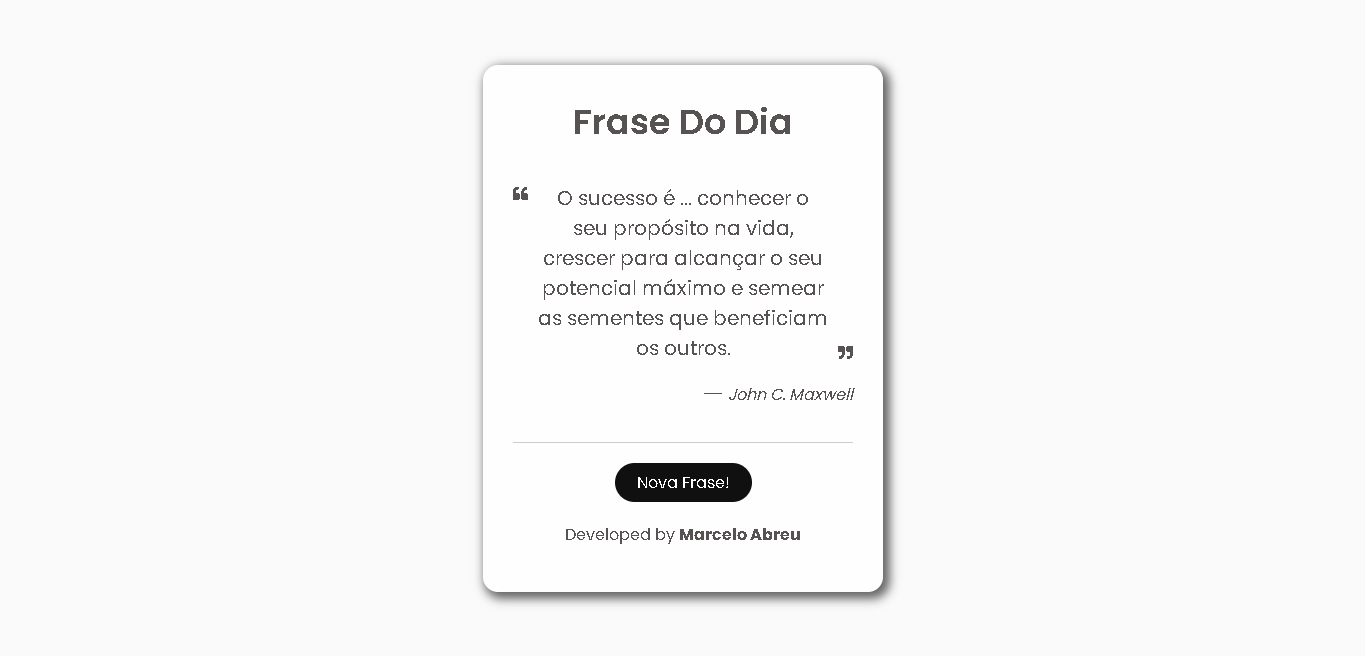 Frase Do Dia
“ O sucesso é ... conhecer o
seu propósito na vida,
crescer para alcançar o seu
potencial máximo e semear
as sementes que beneficiam
os outros. ”
— John C. Maxwell
Nova Frase!
Developed by Marcelo Abreu